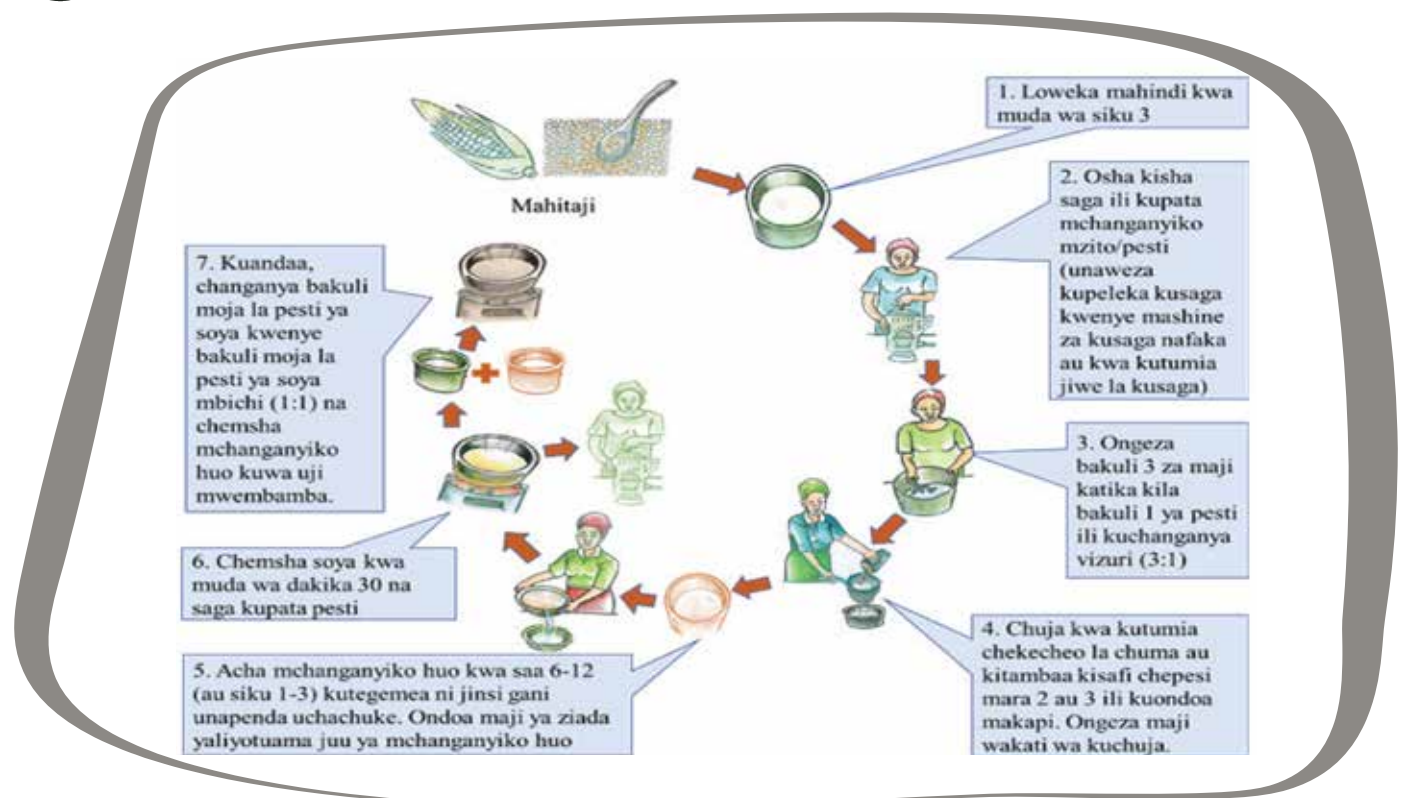 Mahitaji
1. Loweka mahindi kwa
muda wa siku 3
2. Osha kisha
saga ili kupata
mchanganyiko
mzito/pesti
(unaweza
kupeleka kusaga
kwenye mashine
za kusaga nafaka
au kwa kutumia
jiwe la kusaga)
3. Ongeza
bakuli 3 za maji
katika kila
bakuli 1 ya pesti
ili kuchanganya
vizuri (3:1)
4. Chuja kwa kutumia
chekecheo la chuma au
kitambaa kisafi chepesi
mara 2 au 3 ili kuondoa
makapi. Ongeza maji
wakati wa kuchuja.
5. Acha mchanganyiko huo kwa saa 6-12
(au siku 1-3) kutegemea ni jinsi gani
unapenda uchachuke. Ondoa maji ya ziada
yaliyotuama juu ya mchanganyiko huo
6. Chemsha soya kwa
muda wa dakika 30 na
saga kupata pesti
7. Kuandaa,
changanya bakuli
moja la pesti ya
soya kwenye
bakuli moja la
pesti ya soya
mbichi (1:1) na
chemsha
mchanganyiko
huo kuwa uji
mwembamba.